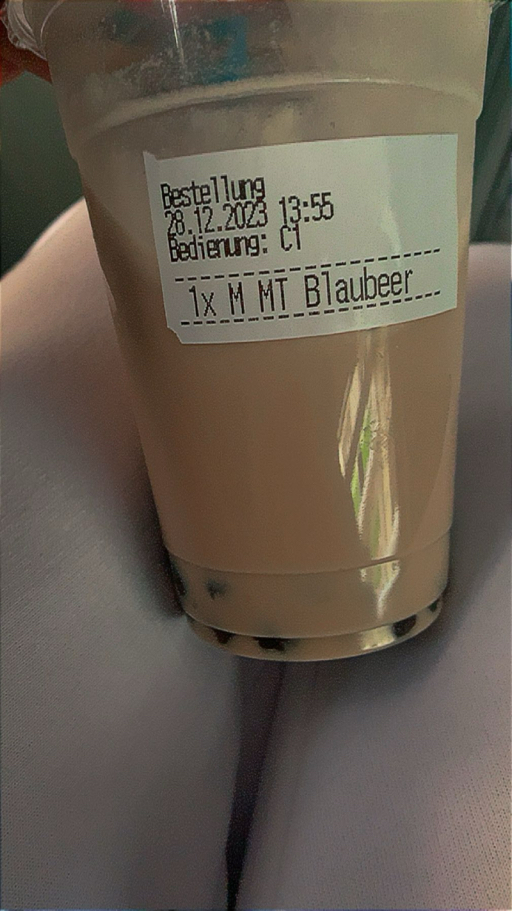 Bestellung
28.12.2023 13:55
Bedienung: C1
1x M MT Blaubeer